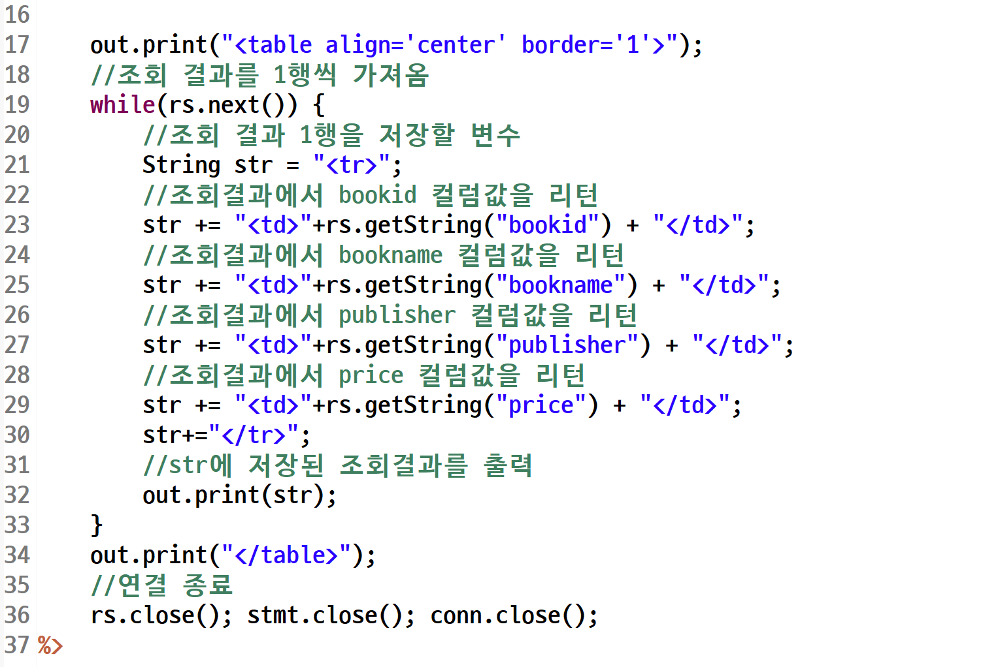 16
17 out.print("<table align='center' border='1'>");
18 //조회 결과를 1행씩 가져옴
19 while(rs.next()) {
20 //조회 결과 1행을 저장할 변수
21 String str = "<tr>";
22 //조회결과에서 bookid 컬럼값을 리턴
23 str += "<td>"+rs.getString("bookid") + "</td>";
24 //조회결과에서 bookname 컬럼값을 리턴
25 str += "<td>"+rs.getString("bookname") + "</td>";
26 //조회결과에서 publisher 컬럼값을 리턴
27 str += "<td>"+rs.getString("publisher") + "</td>";
28 //조회결과에서 price 컬럼값을 리턴
29 str += "<td>"+rs.getString("price") + "</td>";
30 str+="</tr>";
31 //str에 저장된 조회결과를 출력
32 out.print(str);
33 }
34 out.print("</table>");
35 //연결 종료
36 rs.close(); stmt.close(); conn.close();
37 %>